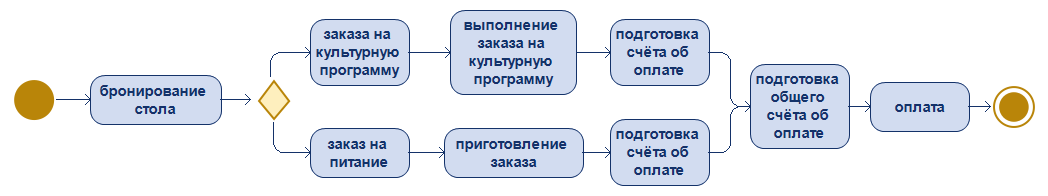 бронирование
стола
заказ на
культурную
программу
выполнение
заказа на
культурную
программу
подготовка
счёта об
оплате
заказ на
питание
приготовление
заказа
подготовка
счёта об
оплате
подготовка
общего
счёта об
оплате
оплата